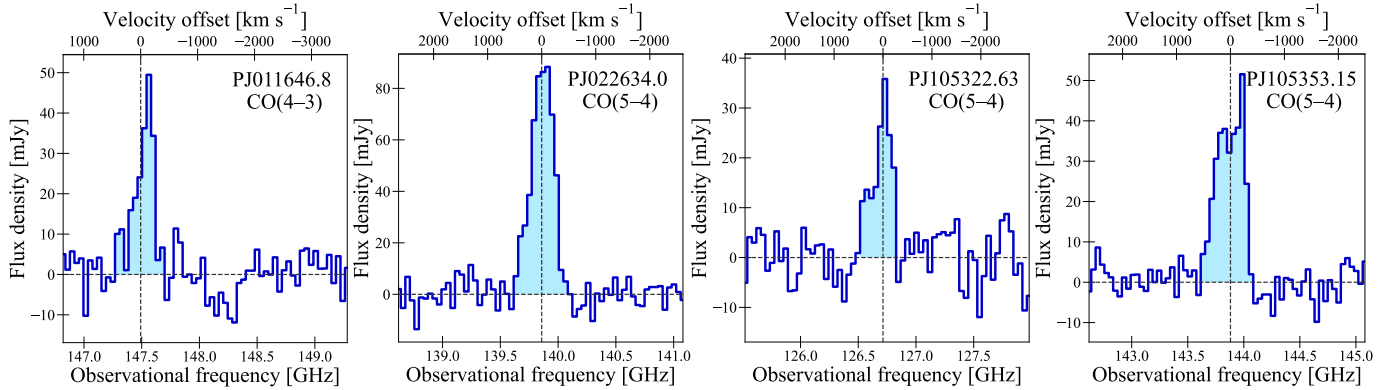 Velocity offset [km s⁻¹]
1000 0 −1000 −2000 −3000
PJ011646.8
CO(4–3)
Flux density [mJy]
50
40
30
20
10
0
−10
147.0 147.5 148.0 148.5 149.0
Observational frequency [GHz]
Velocity offset [km s⁻¹]
2000 1000 0 −1000 −2000
PJ022634.0
CO(5–4)
Flux density [mJy]
80
60
40
20
0
139.0 139.5 140.0 140.5 141.0
Observational frequency [GHz]
Velocity offset [km s⁻¹]
2000 1000 0 −1000 −2000
PJ105322.63
CO(5–4)
Flux density [mJy]
40
30
20
10
0
−10
126.0 126.5 127.0 127.5
Observational frequency [GHz]
Velocity offset [km s⁻¹]
2000 1000 0 −1000 −2000
PJ105353.15
CO(5–4)
Flux density [mJy]
50
40
30
20
10
0
−10
143.0 143.5 144.0 144.5 145.0
Observational frequency [GHz]